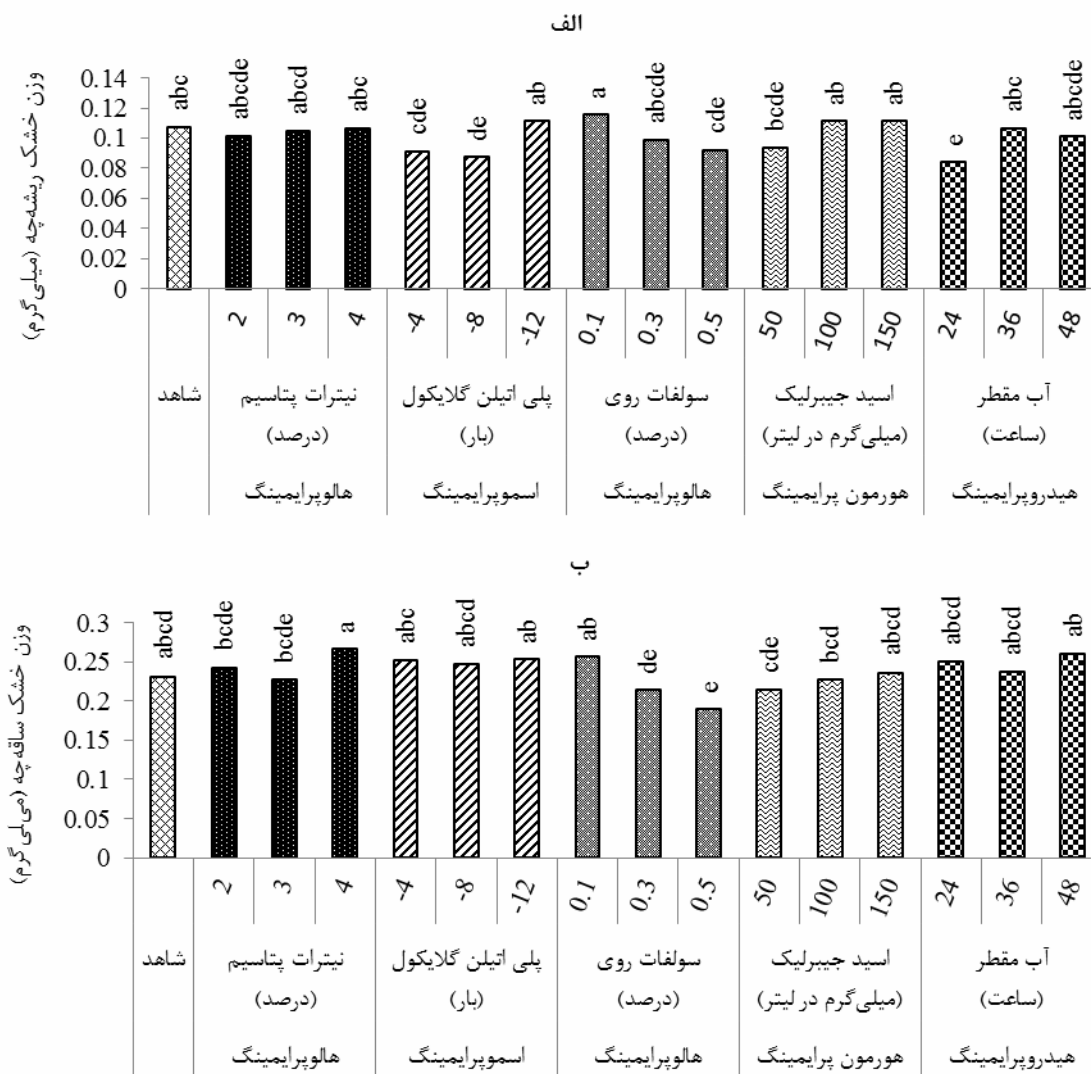 الف
وزن خشک ریشه‌چه (میلی‌گرم)
0.14
0.12
0.1
0.08
0.06
0.04
0.02
0
abc abcde abcd abc cde de ab a abcde cde bcde ab ab e abc abcde
2 3 4 -4 -8 -12 0.1 0.3 0.5 50 100 150 24 36 48
شاهد نیترات پتاسیم پلی اتیلن گلایکول سولفات روی اسید جیبرلیک آب مقطر
(درصد) (بار) (درصد) (میلی‌گرم در لیتر) (ساعت)
هالوپرایمینگ اسموپرایمینگ هالوپرایمینگ هورمون پرایمینگ هیدروپرایمینگ
ب
وزن خشک ساقه‌چه (می‌لی‌گرم)
0.3
0.25
0.2
0.15
0.1
0.05
0
abcd bcde bcde a abc abcd ab ab de e cde bcd abcd abcd abcd ab
2 3 4 -4 -8 -12 0.1 0.3 0.5 50 100 150 24 36 48
شاهد نیترات پتاسیم پلی اتیلن گلایکول سولفات روی اسید جیبرلیک آب مقطر
(درصد) (بار) (درصد) (میلی‌گرم در لیتر) (ساعت)
هالوپرایمینگ اسموپرایمینگ هالوپرایمینگ هورمون پرایمینگ هیدروپرایمینگ